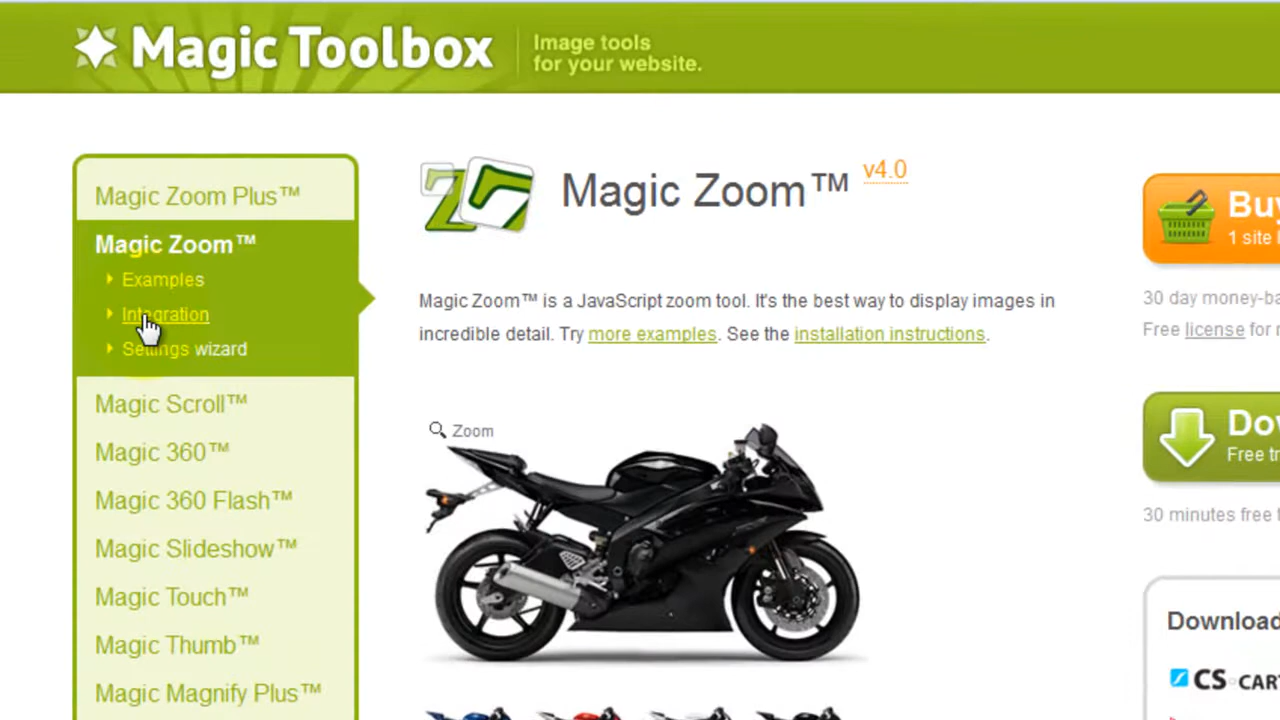 Magic Toolbox
Image tools
for your website.
Magic Zoom Plus™
Magic Zoom™
Examples
Integration
Settings wizard
Magic Scroll™
Magic 360™
Magic 360 Flash™
Magic Slideshow™
Magic Touch™
Magic Thumb™
Magic Magnify Plus™
Magic Zoom™ v4.0
Magic Zoom™ is a JavaScript zoom tool. It's the best way to display images in
incredible detail. Try more examples. See the installation instructions.
Zoom
Buy
1 site
30 day money-ba
Free license for
Dow
Free tr
30 minutes free
Download
CS-CAR